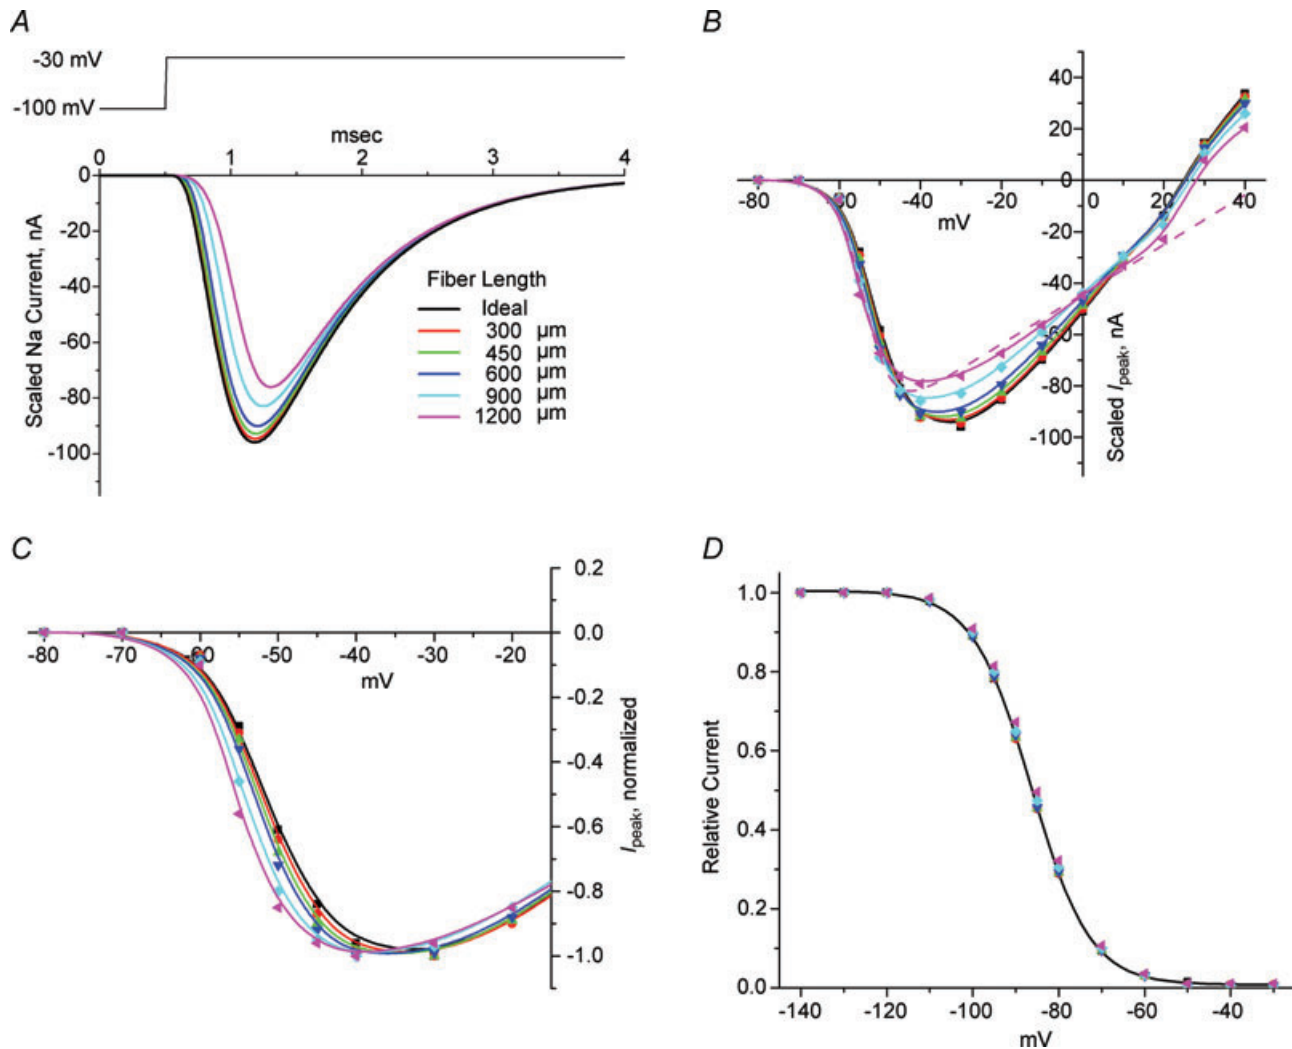 A
-30 mV
-100 mV
msec
0 1 2 3 4
0
-20
-40
-60
-80
-100
Scaled Na Current, nA
Fiber Length
Ideal
300 µm
450 µm
600 µm
900 µm
1200 µm
B
40
20
0
-80 -60 -40 -20 0 20 40
mV
-20
-40
-60
-80
-100
Scaled Ipeak, nA
C
0.2
0.0
-80 -70 -60 -50 -40 -30 -20
mV
-0.2
-0.4
-0.6
-0.8
-1.0
Ipeak, normalized
D
1.0
0.8
0.6
0.4
0.2
0.0
Relative Current
-140 -120 -100 -80 -60 -40
mV